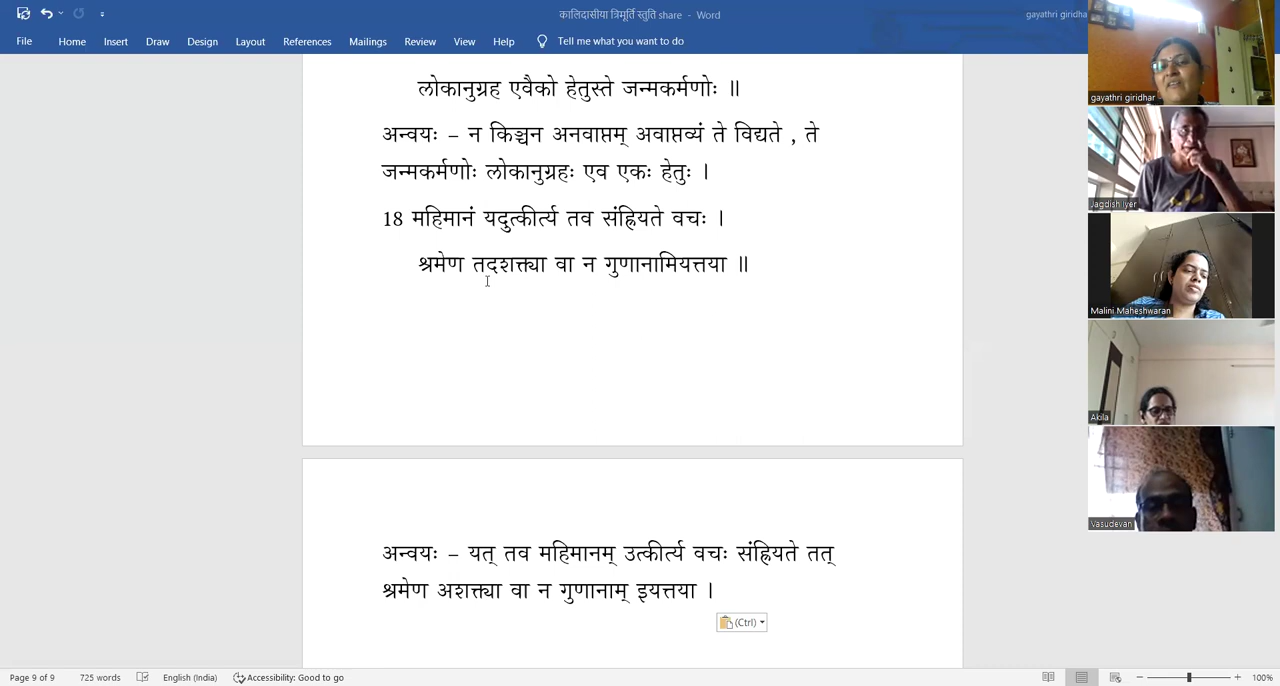 कालिदासीया त्रिमूर्ति स्तुति share - Word
gayathri giridha
File Home Insert Draw Design Layout References Mailings Review View Help Tell me what you want to do
लोकानुग्रह एवैको हेतुस्ते जन्मकर्मणोः ॥
अन्वयः – न किञ्चन अनवाप्तम् अवाप्तव्यं ते विद्यते , ते
जन्मकर्मणोः लोकानुग्रहः एव एकः हेतुः ।
18 महिमानं यदुत्कीर्त्य तव संह्रियते वचः ।
श्रमेण तदशक्त्या वा न गुणानामियत्तया ॥
अन्वयः – यत् तव महिमानम् उत्कीर्त्य वचः संह्रियते तत्
श्रमेण अशक्त्या वा न गुणानाम् इयत्तया ।
(Ctrl)
gayathri giridhar
Jagdish Iyer
Malini Maheshwaran
Akila
Vasudevan
Page 9 of 9 725 words English (India) Accessibility: Good to go 100%